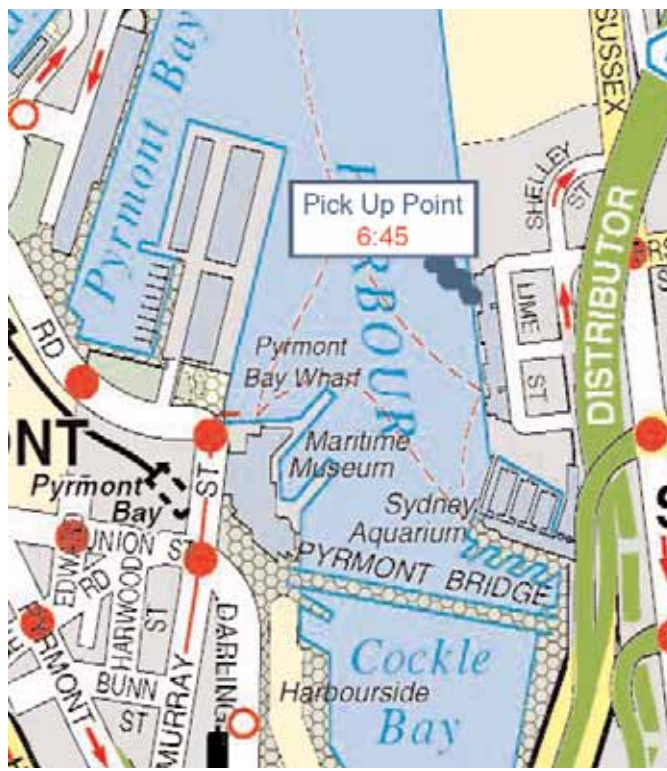 Pyrmont Bay
Pick Up Point
6:45
SUSSEX
SHELLEY
ST
DISTRIBUTOR
LIME
ST
RD
Pyrmont
Bay Wharf
Maritime
Museum
Sydney
Aquarium
PYRMONT BRIDGE
Pyrmont
Bay
ST
UNION ST
EDWARD
RD
HARWOOD
ST
PYRMONT
BUNN
ST
MURRAY
DARLING
Harbourside
Cockle
Bay